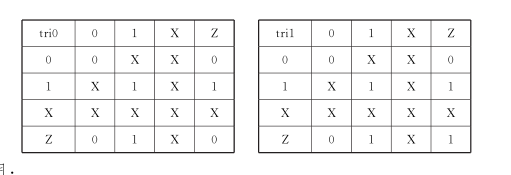 tri0 0 1 X Z
0 0 X X 0
1 X 1 X 1
X X X X X
Z 0 1 X 0
tri1 0 1 X Z
0 0 X X 0
1 X 1 X 1
X X X X X
Z 0 1 X 1